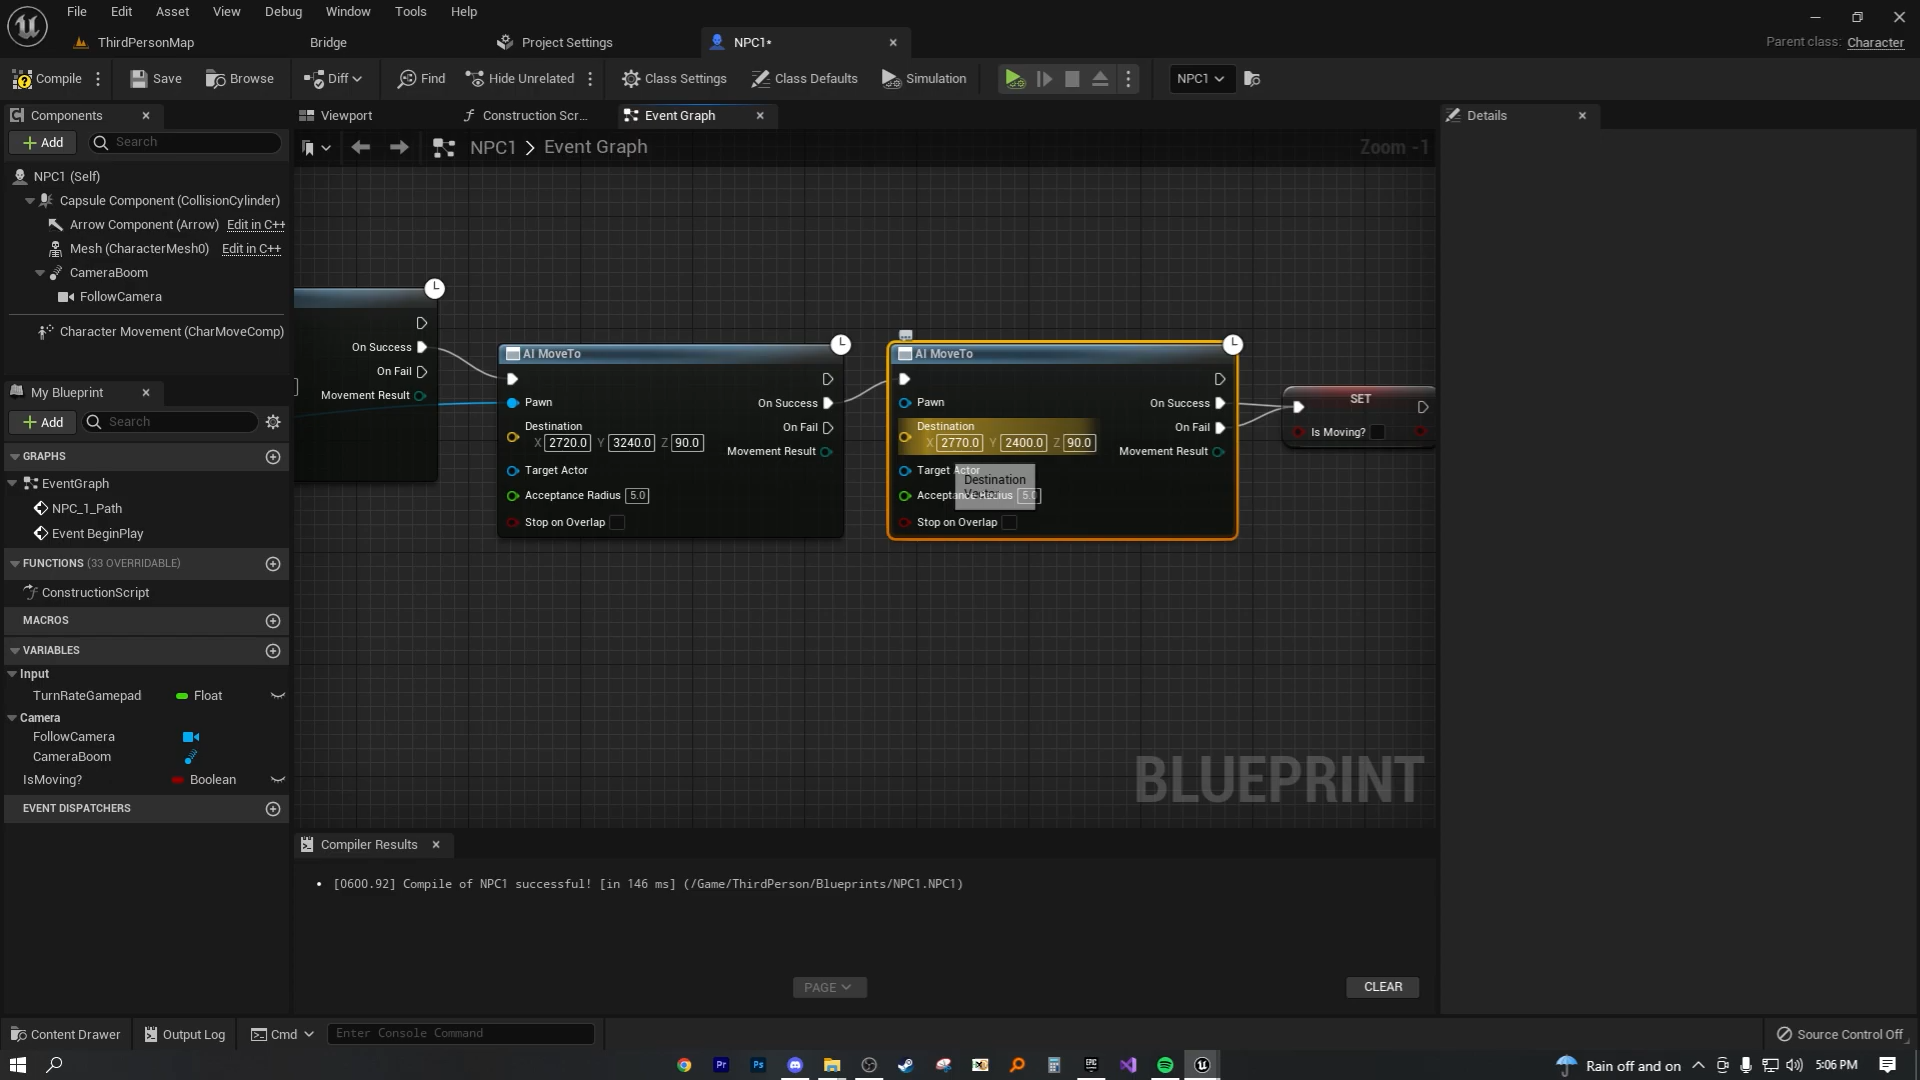 File Edit Asset View Debug Window Tools Help
ThirdPersonMap Bridge Project Settings NPC1* Parent class: Character
Compile Save Browse Diff Find Hide Unrelated Class Settings Class Defaults Simulation NPC1
Components
Add Search
NPC1 (Self)
Capsule Component (CollisionCylinder)
Arrow Component (Arrow) Edit in C++
Mesh (CharacterMesh0) Edit in C++
CameraBoom
FollowCamera
Character Movement (CharMoveComp)
My Blueprint
Add Search
GRAPHS
EventGraph
NPC_1_Path
Event BeginPlay
FUNCTIONS (33 OVERRIDABLE)
ConstructionScript
MACROS
VARIABLES
Input
TurnRateGamepad Float
Camera
FollowCamera
CameraBoom
IsMoving? Boolean
EVENT DISPATCHERS
Viewport Construction Scr... Event Graph
NPC1 > Event Graph Zoom -1
On Success
On Fail
Movement Result
AI MoveTo
Pawn On Success
Destination On Fail
X 2720.0 Y 3240.0 Z 90.0 Movement Result
Target Actor
Acceptance Radius 5.0
Stop on Overlap
AI MoveTo
Pawn On Success
Destination On Fail
X 2770.0 Y 2400.0 Z 90.0 Movement Result
Target Actor
Destination
Acceptance Radius 5.0
Stop on Overlap
SET
Is Moving?
BLUEPRINT
Compiler Results
[0600.92] Compile of NPC1 successful! [in 146 ms] (/Game/ThirdPerson/Blueprints/NPC1.NPC1)
PAGE CLEAR
Details
Content Drawer Output Log Cmd Enter Console Command Source Control Off
Pr Ps Rain off and on 5:06 PM